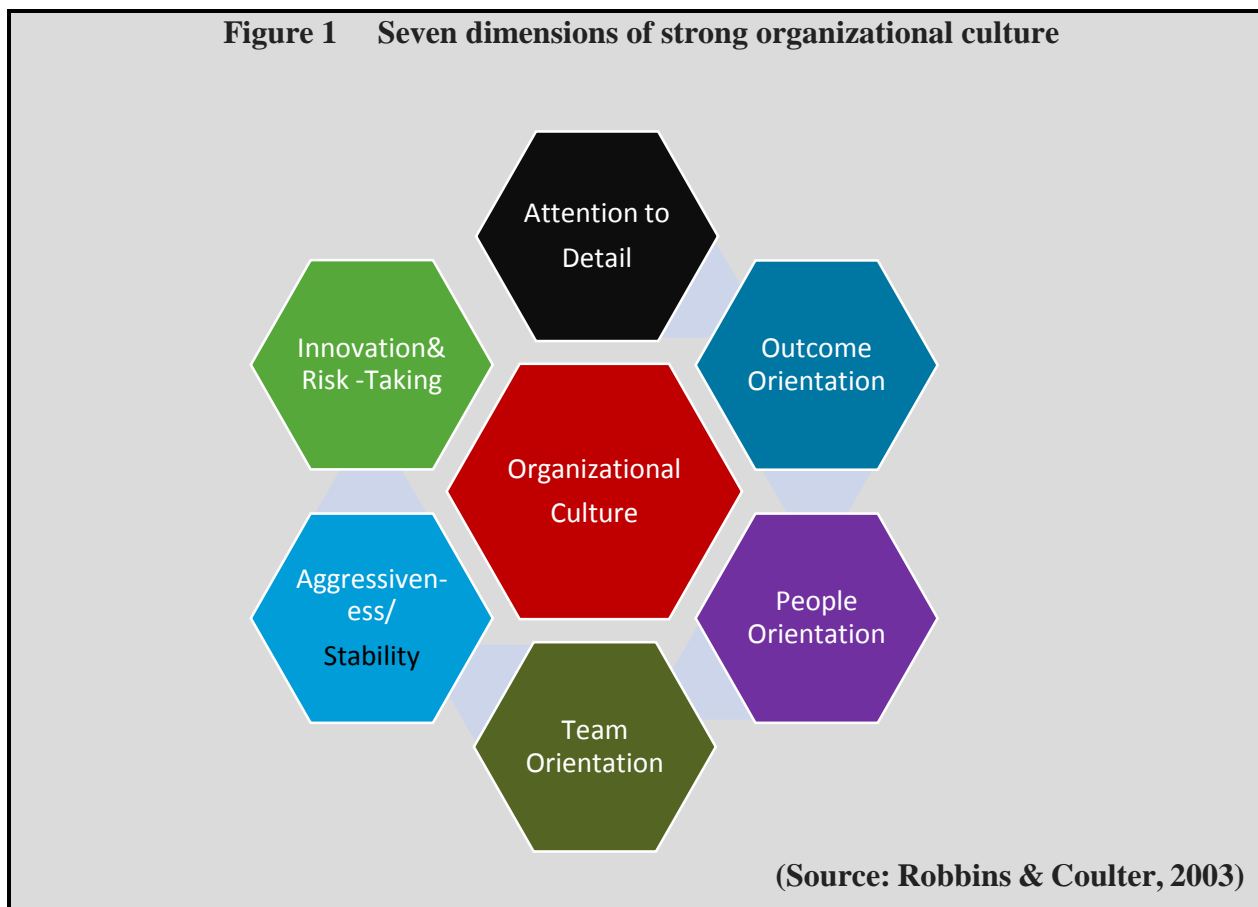 Figure 1 Seven dimensions of strong organizational culture
Attention to
Detail
Innovation&
Risk -Taking
Outcome
Orientation
Organizational
Culture
Aggressiven-
ess/
Stability
People
Orientation
Team
Orientation
(Source: Robbins & Coulter, 2003)